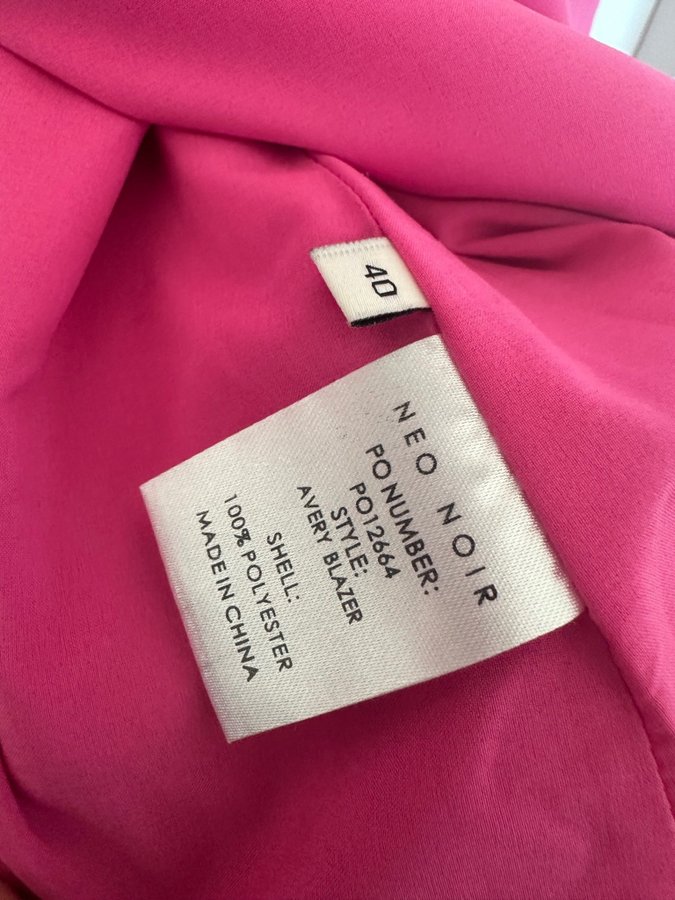 40
NEO NOIR
PO NUMBER:
PO12664
STYLE:
AVERY BLAZER
SHELL:
100% POLYESTER
MADE IN CHINA